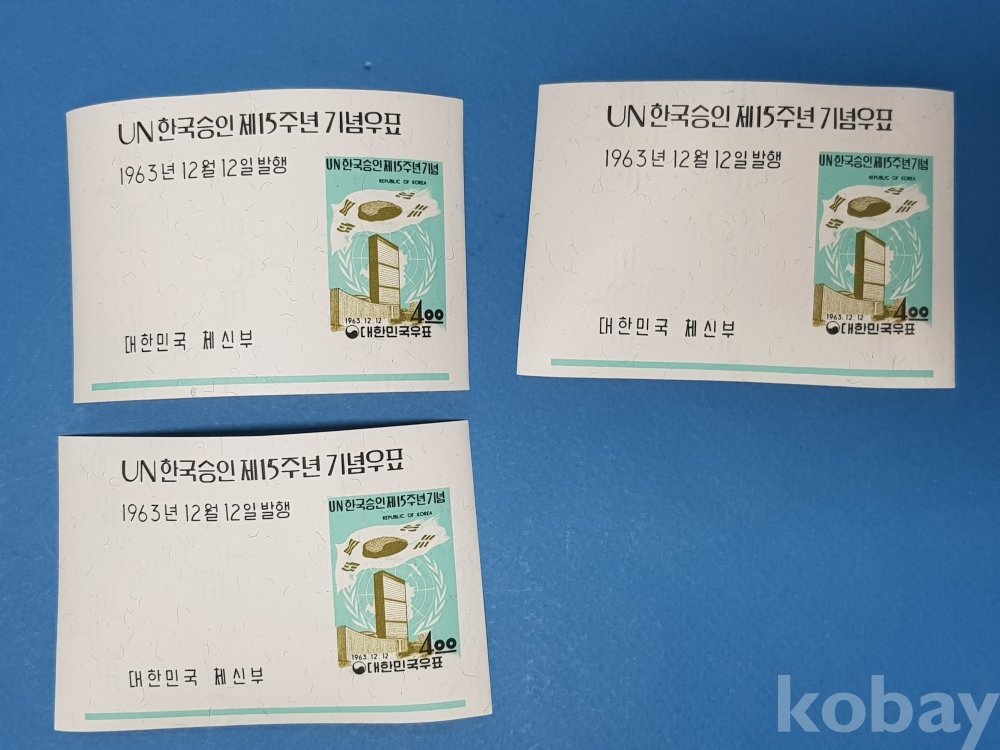 UN 한국승인 제15주년 기념우표
1963년 12월 12일 발행
UN 한국승인제15주년기념
REPUBLIC OF KOREA
4.00
1963.12.12
대한민국우표
대한민국 체신부
UN 한국승인 제15주년 기념우표
1963년 12월 12일 발행
UN 한국승인제15주년기념
REPUBLIC OF KOREA
4.00
1963.12.12
대한민국우표
대한민국 체신부
UN 한국승인 제15주년 기념우표
1963년 12월 12일 발행
UN 한국승인제15주년기념
REPUBLIC OF KOREA
4.00
1963.12.12
대한민국우표
대한민국 체신부
kobay